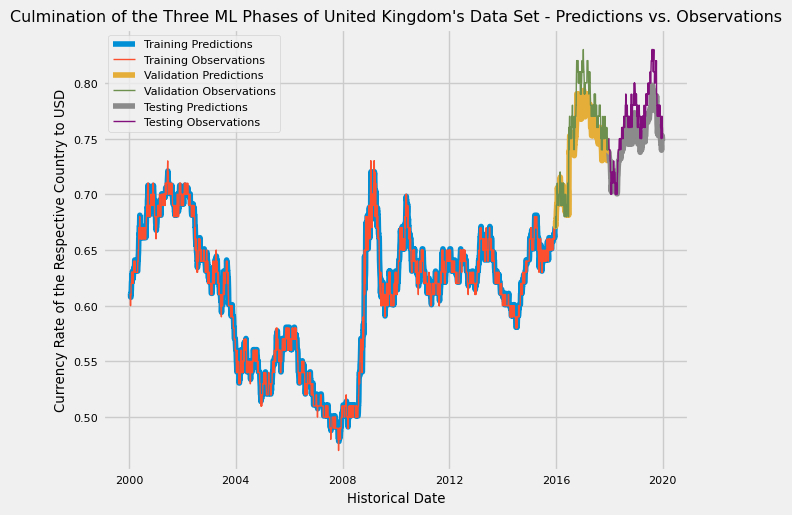 Culmination of the Three ML Phases of United Kingdom's Data Set - Predictions vs. Observations
Training Predictions
Training Observations
Validation Predictions
Validation Observations
Testing Predictions
Testing Observations
Currency Rate of the Respective Country to USD
0.80
0.75
0.70
0.65
0.60
0.55
0.50
2000
2004
2008
2012
2016
2020
Historical Date